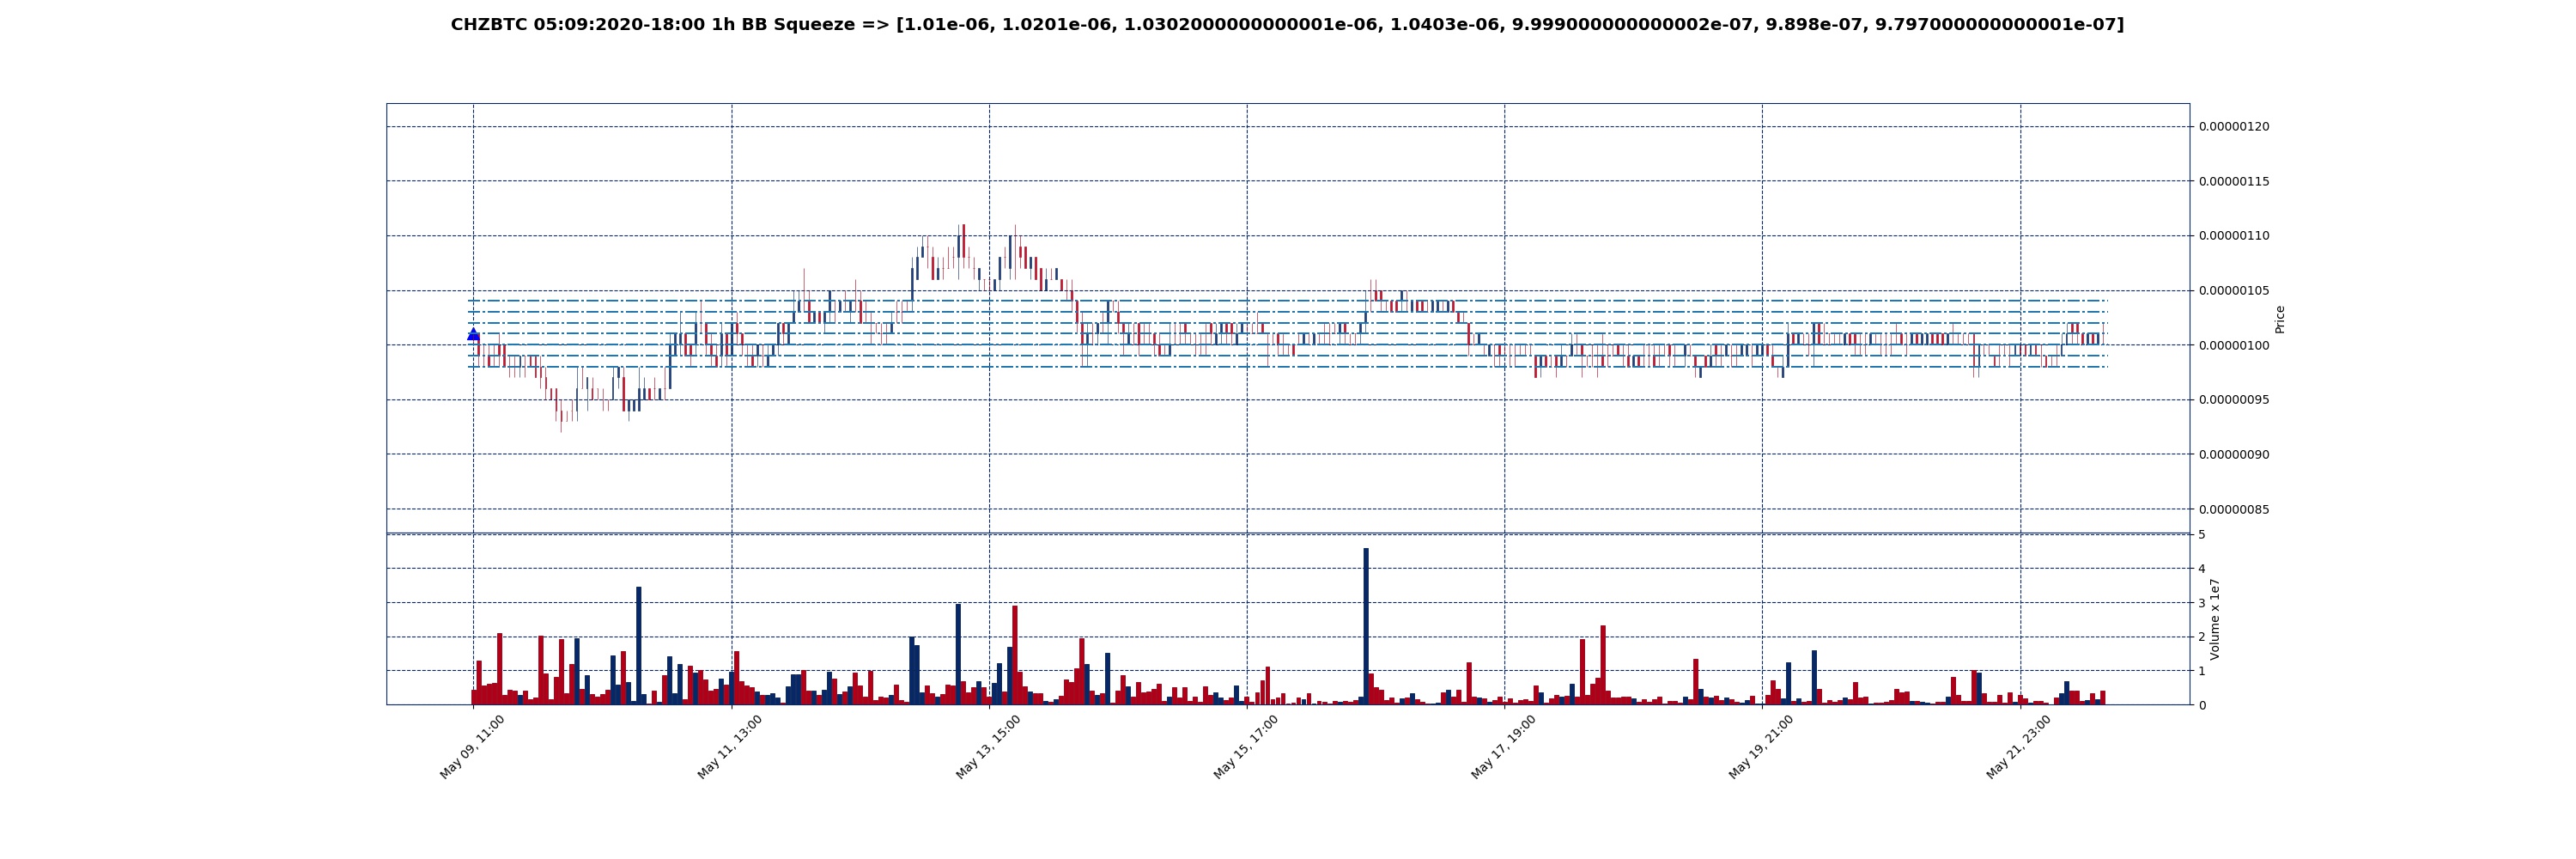 CHZBTC 05:09:2020-18:00 1h BB Squeeze => [1.01e-06, 1.0201e-06, 1.0302000000000001e-06, 1.0403e-06, 9.999000000000002e-07, 9.898e-07, 9.797000000000001e-07]
0.00000120
0.00000115
0.00000110
0.00000105
Price
0.00000100
0.00000095
0.00000090
0.00000085
5
4
3
Volume x 1e7
2
1
0
May 09, 11:00
May 11, 13:00
May 13, 15:00
May 15, 17:00
May 17, 19:00
May 19, 21:00
May 21, 23:00